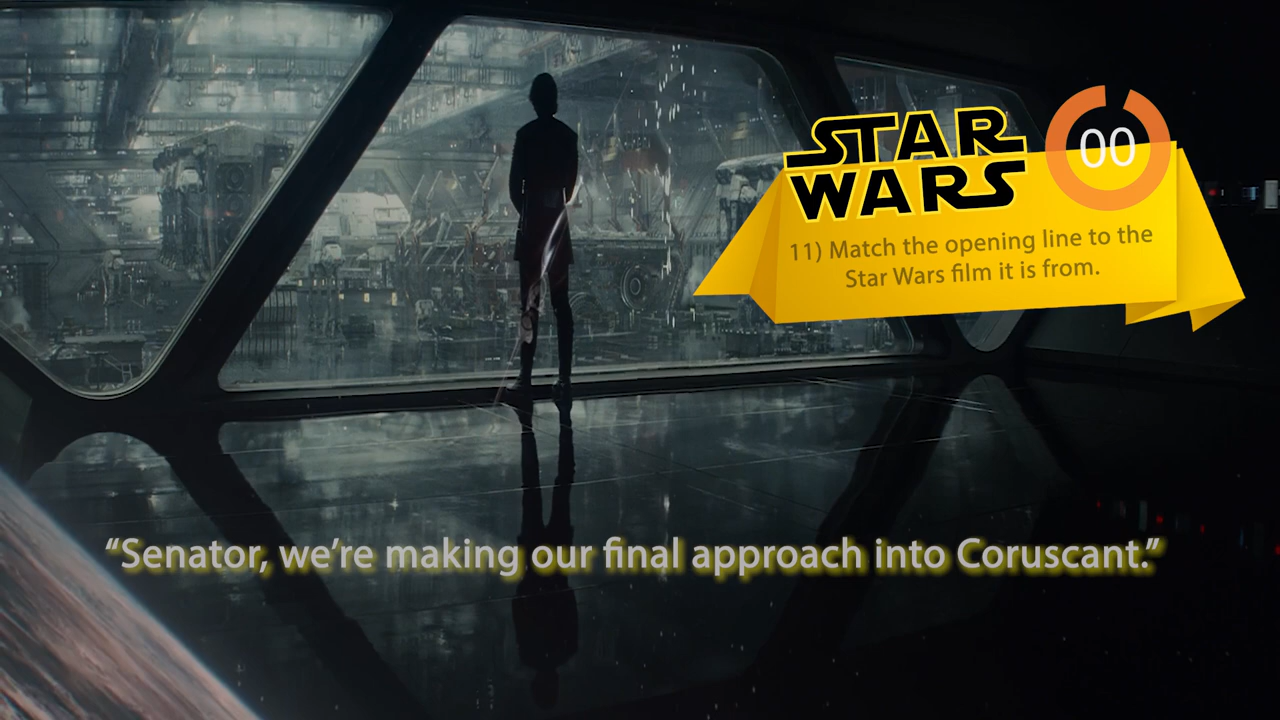 STAR
WARS
00
11) Match the opening line to the
Star Wars film it is from.
“Senator, we’re making our final approach into Coruscant.”